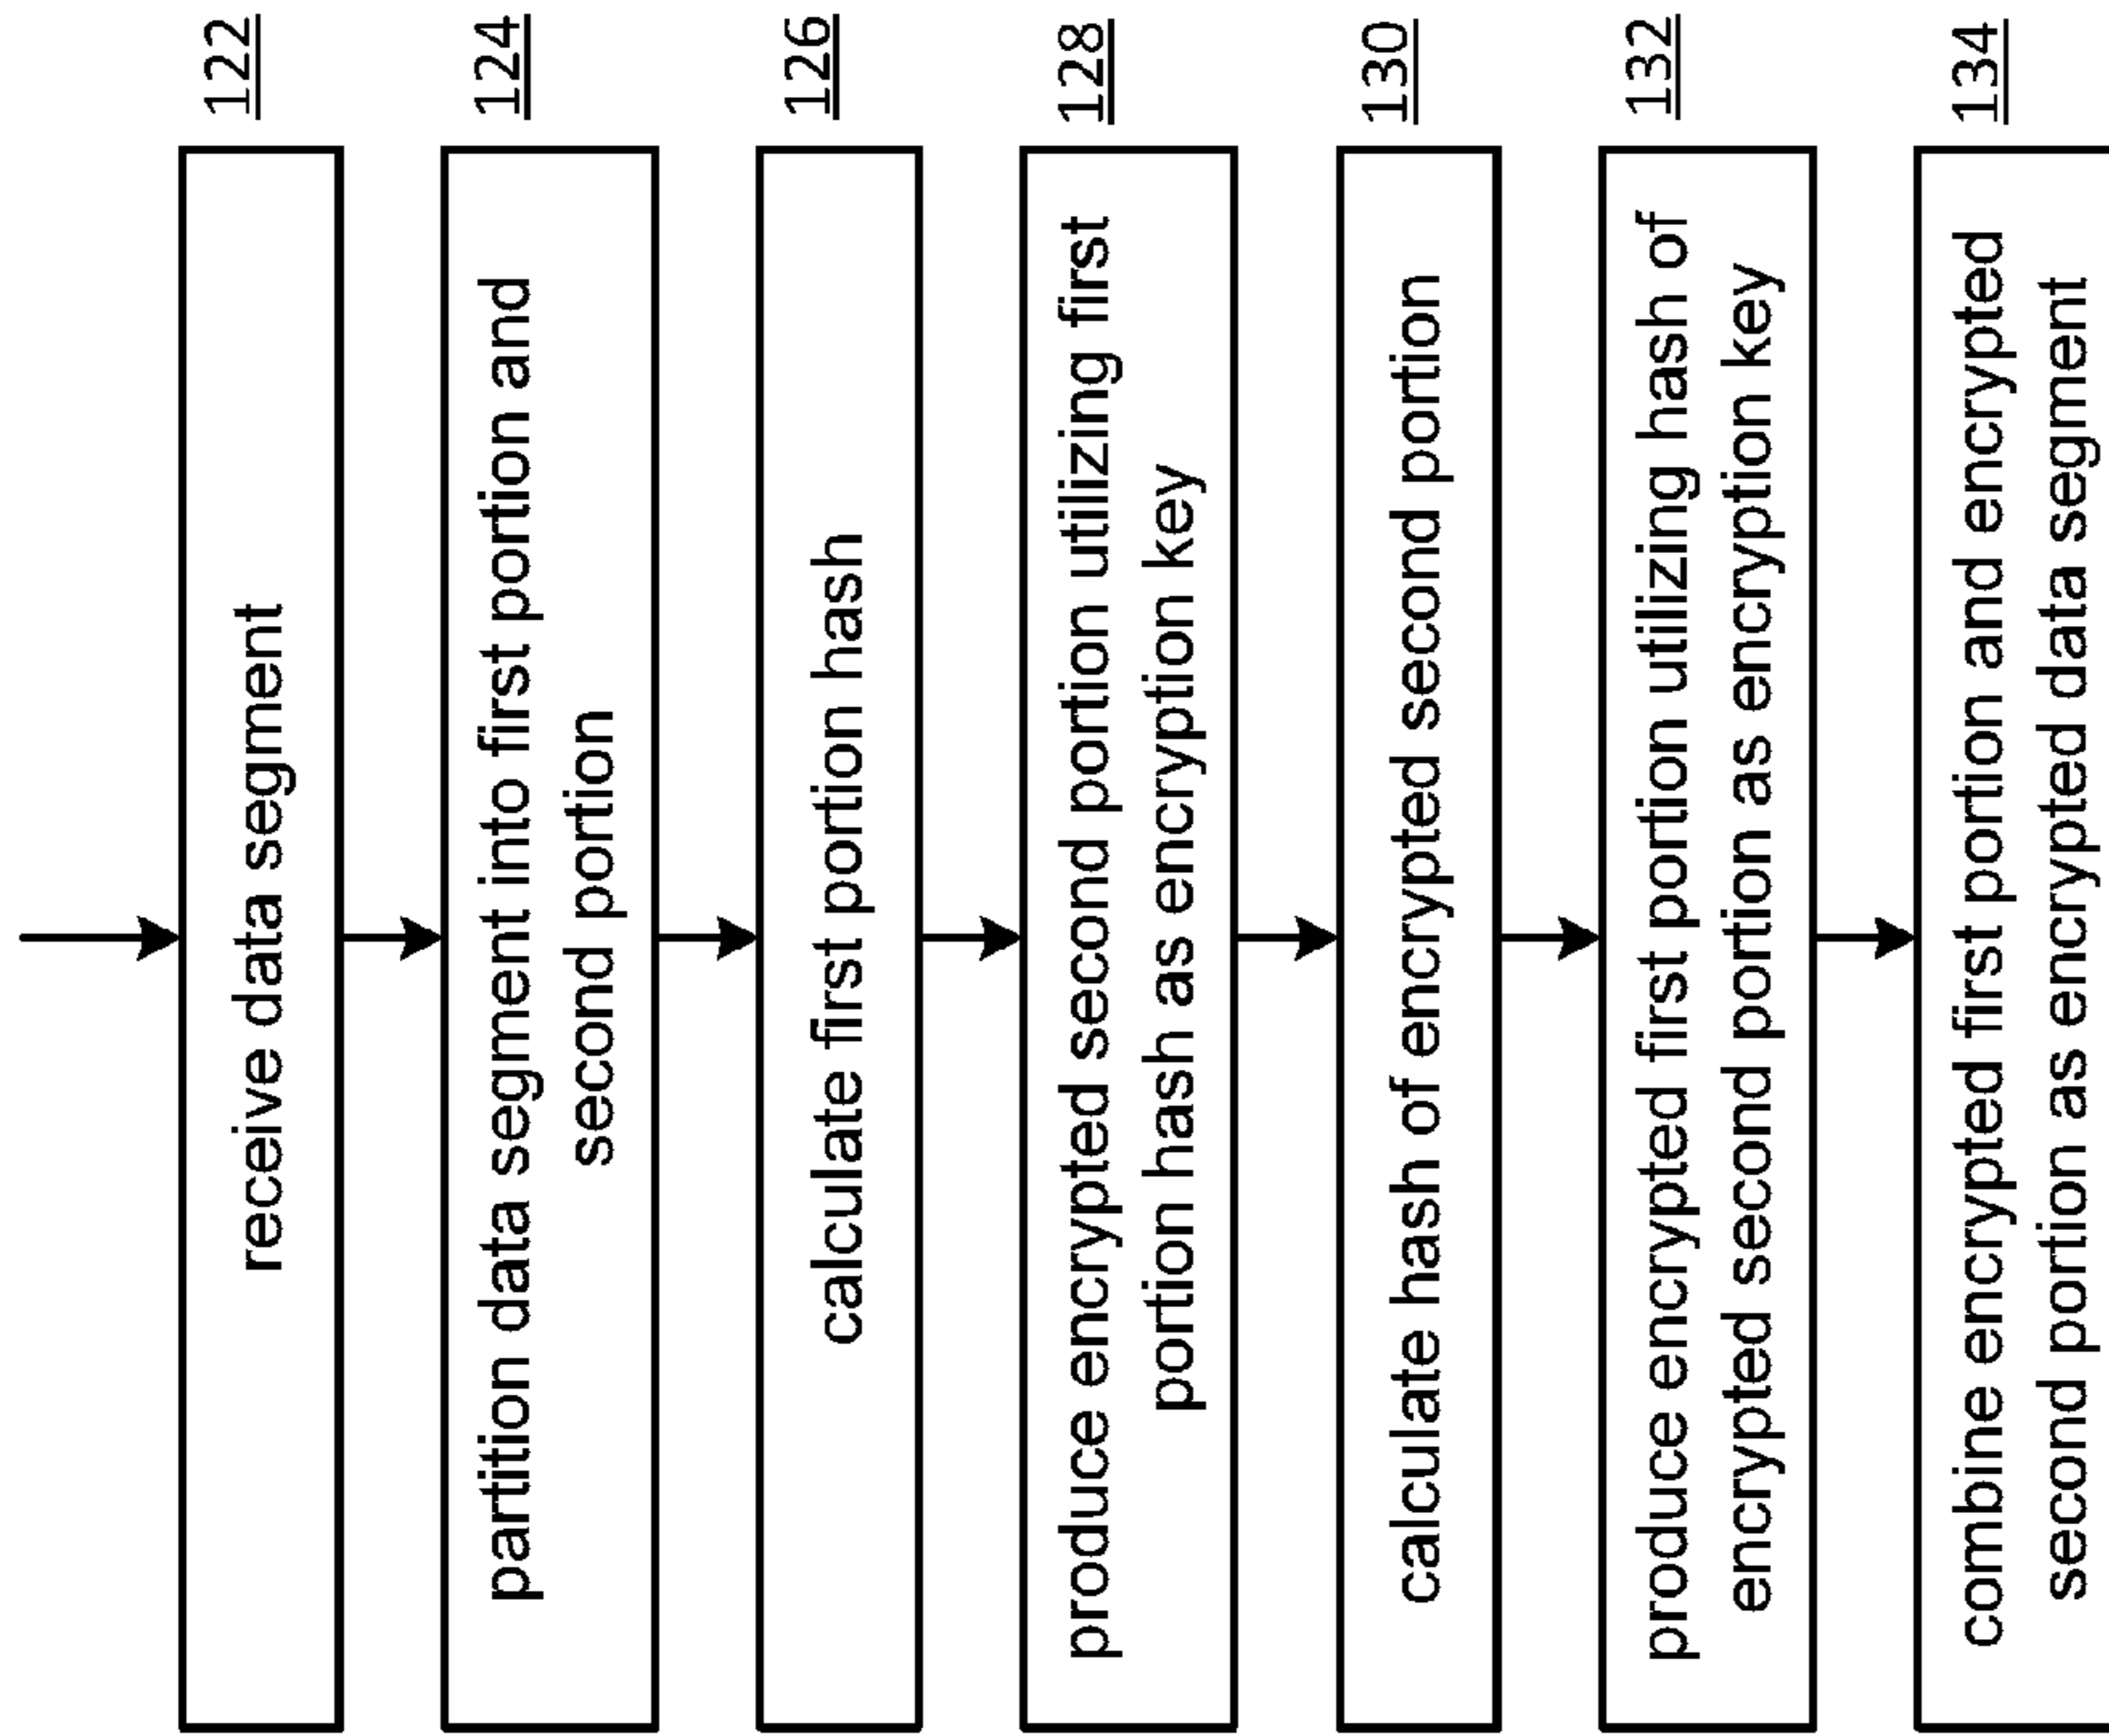 122
receive data segment
124
partition data segment into first portion and
second portion
126
calculate first portion hash
128
produce encrypted second portion utilizing first
portion hash as encryption key
130
calculate hash of encrypted second portion
132
produce encrypted first portion utilizing hash of
encrypted second portion as encryption key
134
combine encrypted first portion and encrypted
second portion as encrypted data segment